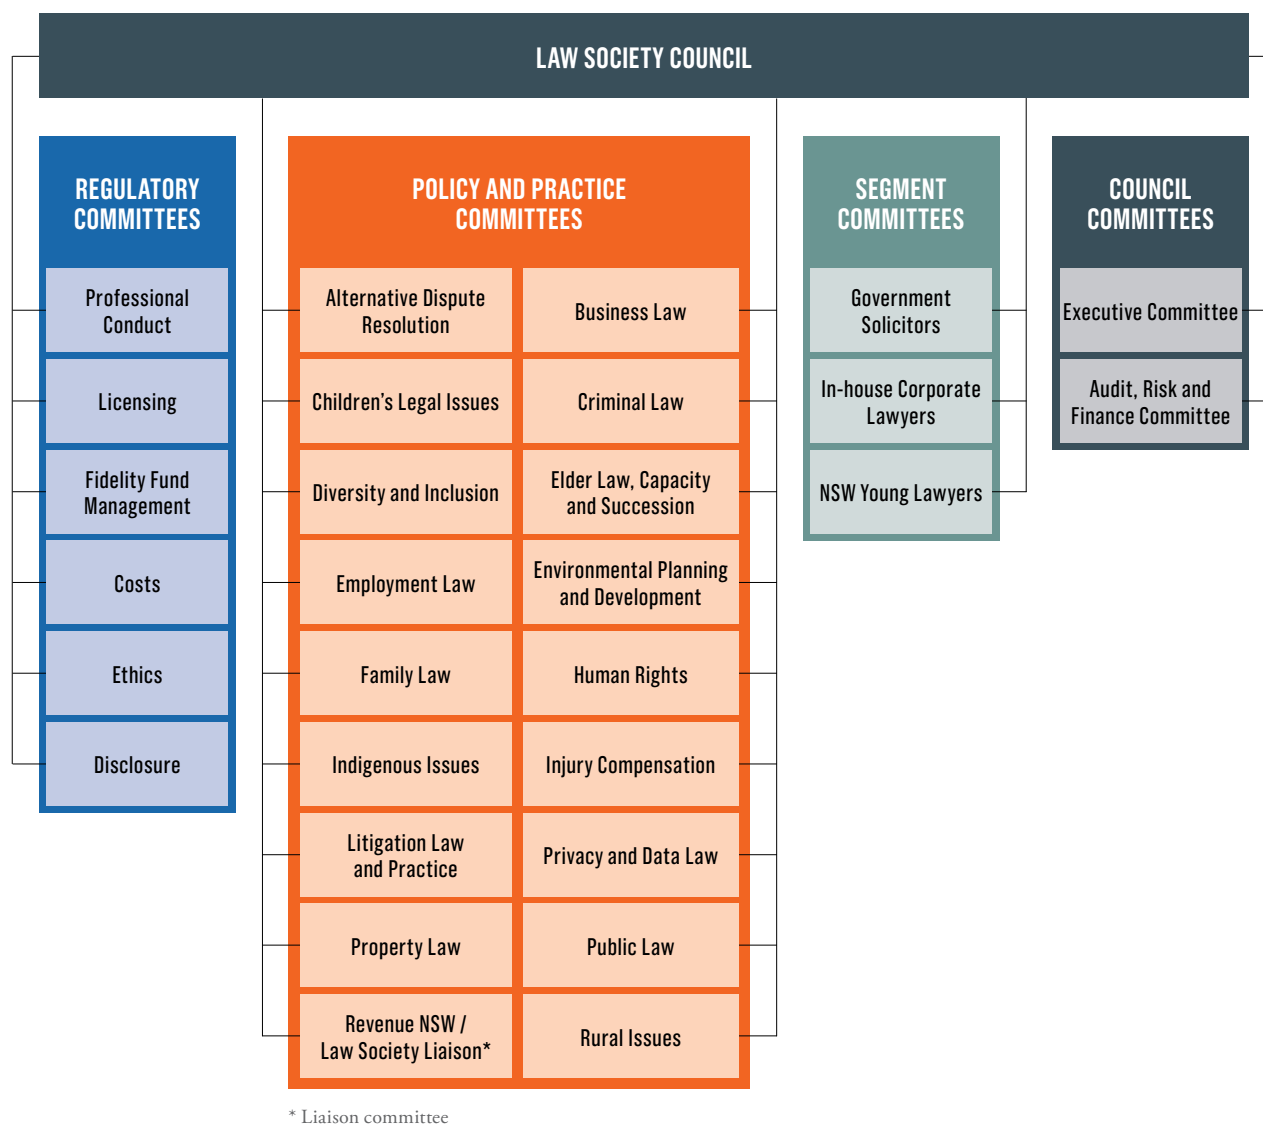 LAW SOCIETY COUNCIL
REGULATORY
COMMITTEES
Professional
Conduct
Licensing
Fidelity Fund
Management
Costs
Ethics
Disclosure
POLICY AND PRACTICE
COMMITTEES
Alternative Dispute
Resolution
Children’s Legal Issues
Diversity and Inclusion
Employment Law
Family Law
Indigenous Issues
Litigation Law
and Practice
Property Law
Revenue NSW /
Law Society Liaison*
Business Law
Criminal Law
Elder Law, Capacity
and Succession
Environmental Planning
and Development
Human Rights
Injury Compensation
Privacy and Data Law
Public Law
Rural Issues
SEGMENT
COMMITTEES
Government
Solicitors
In-house Corporate
Lawyers
NSW Young Lawyers
COUNCIL
COMMITTEES
Executive Committee
Audit, Risk and
Finance Committee
* Liaison committee